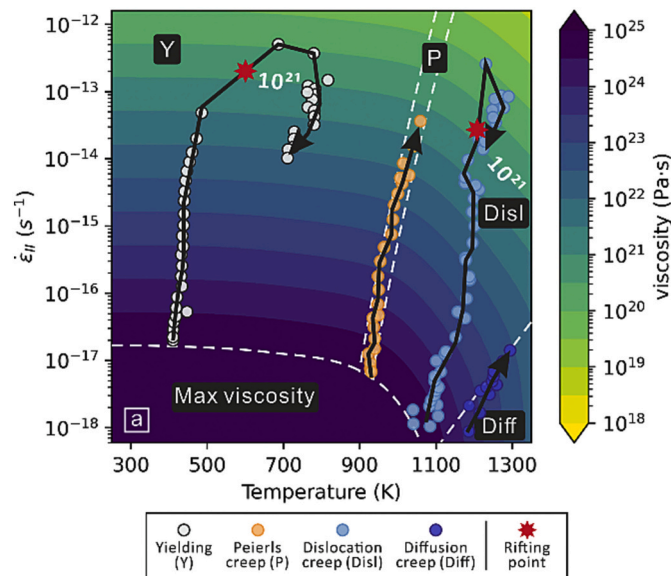 10⁻¹²
10⁻¹³
10⁻¹⁴
10⁻¹⁵
10⁻¹⁶
10⁻¹⁷
10⁻¹⁸
ε̇_II (s⁻¹)
Y
P
10²¹
10²¹
Disl
Max viscosity
Diff
a
300 500 700 900 1100 1300
Temperature (K)
10²⁵
10²⁴
10²³
10²²
10²¹
10²⁰
10¹⁹
10¹⁸
viscosity (Pa·s)
Yielding
(Y)
Peierls
creep (P)
Dislocation
creep (Disl)
Diffusion
creep (Diff)
Rifting
point